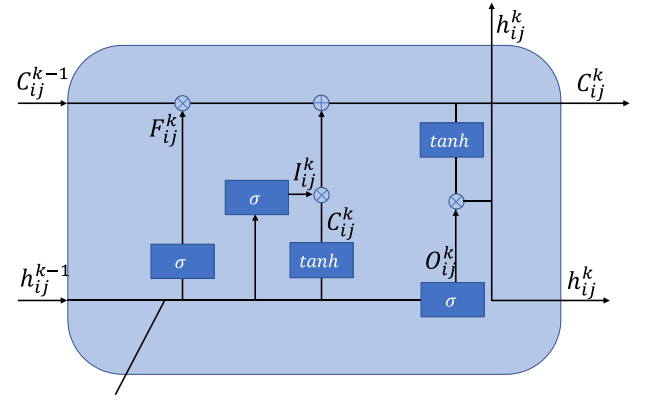 $h_{ij}^{k}$
$C_{ij}^{k-1}$
$C_{ij}^{k}$
$F_{ij}^{k}$
tanh
$I_{ij}^{k}$
σ
$C_{ij}^{k}$
σ
tanh
$O_{ij}^{k}$
$h_{ij}^{k-1}$
$h_{ij}^{k}$
σ